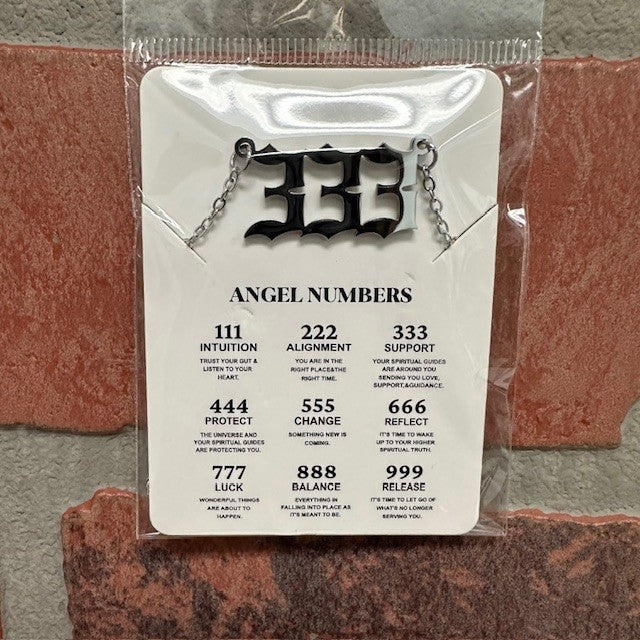 333
ANGEL NUMBERS
111 222 333
INTUITION ALIGNMENT SUPPORT
TRUST YOUR GUT & YOU ARE IN THE YOUR SPIRITUAL GUIDES
LISTEN TO YOUR RIGHT PLACE&THE ARE AROUND YOU
HEART. RIGHT TIME. SENDING YOU LOVE,
SUPPORT,&GUIDANCE.
444 555 666
PROTECT CHANGE REFLECT
THE UNIVERSE AND SOMETHING NEW IS IT'S TIME TO WAKE
YOUR SPIRITUAL GUIDES COMING. UP TO YOUR HIGHER
ARE PROTECTING YOU. SPIRITUAL TRUTH.
777 888 999
LUCK BALANCE RELEASE
WONDERFUL THINGS EVERYTHING IN IT'S TIME TO LET GO OF
ARE ABOUT TO FALLING INTO PLACE AS WHAT'S NO LONGER
HAPPEN. IT'S MEANT TO BE. SERVING YOU.